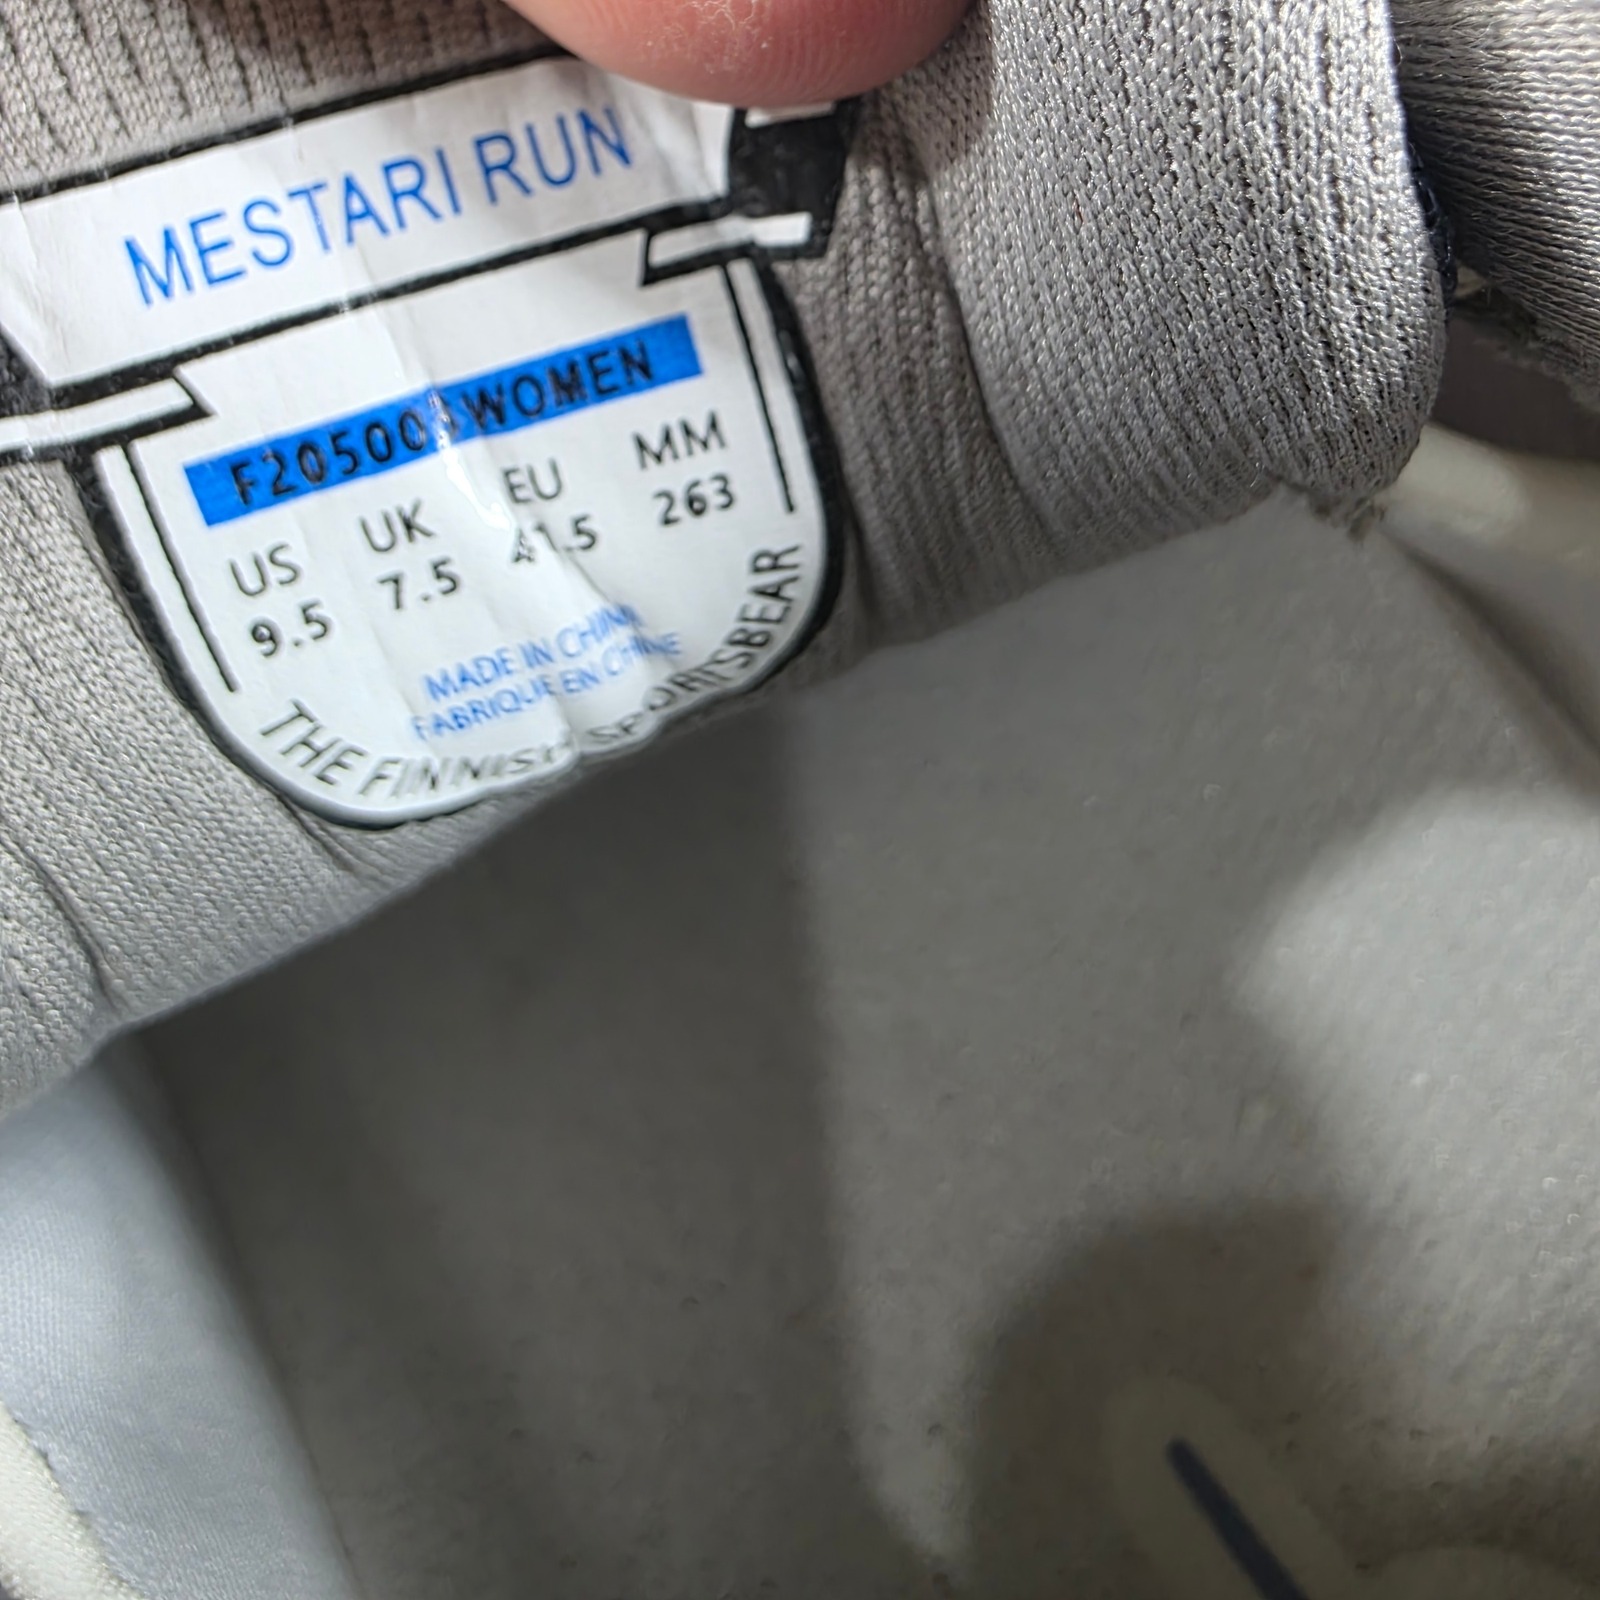 MESTARI RUN
WOMEN
US UK EU MM
9.5 7.5 41.5 263
MADE IN CHINA
FABRIQUE EN CHINE
THE FINNISH SPORTSBEAR